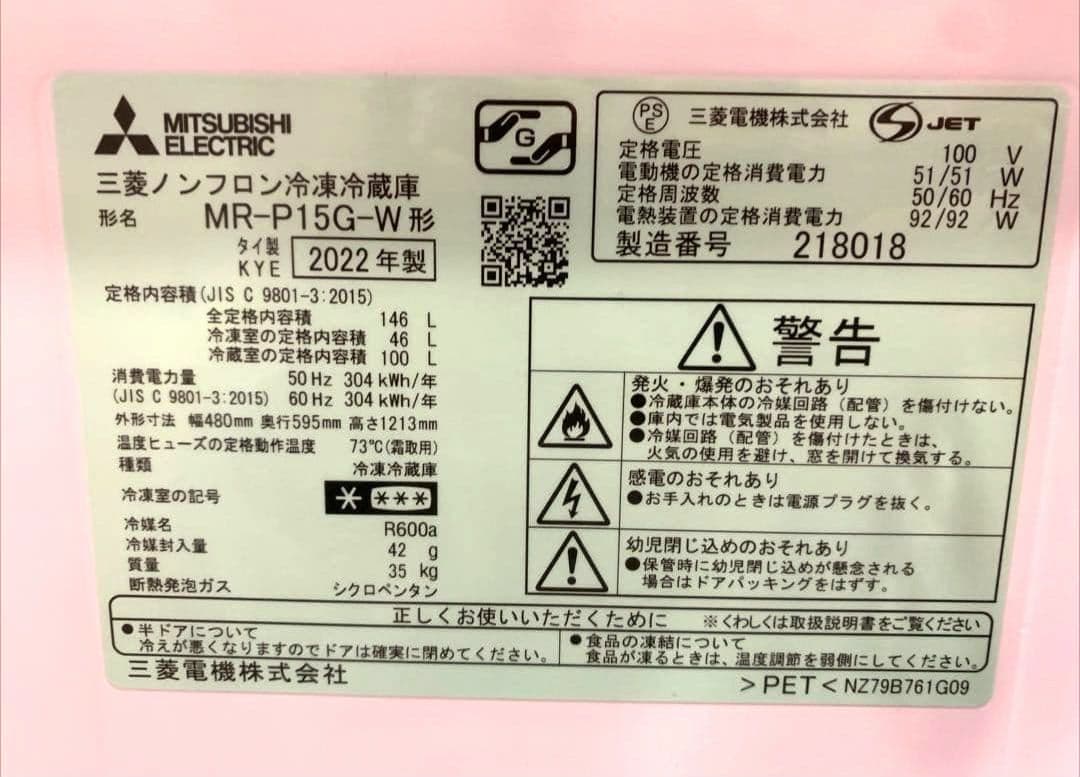 MITSUBISHI
ELECTRIC
三菱ノンフロン冷凍冷蔵庫
形名 MR-P15G-W形
タイ製
KYE 2022年製
定格内容積(JIS C 9801-3:2015)
全定格内容積 146 L
冷凍室の定格内容積 46 L
冷蔵室の定格内容積 100 L
消費電力量 50 Hz 304 kWh/年
(JIS C 9801-3:2015) 60 Hz 304 kWh/年
外形寸法 幅480mm 奥行595mm 高さ1213mm
温度ヒューズの定格動作温度 73℃(霜取用)
種類 冷凍冷蔵庫
冷凍室の記号 * ***
冷媒名 R600a
冷媒封入量 42 g
質量 35 kg
断熱発泡ガス シクロペンタン
G
PS
E 三菱電機株式会社 S JET
定格電圧 100 V
電動機の定格消費電力 51/51 W
定格周波数 50/60 Hz
電熱装置の定格消費電力 92/92 W
製造番号 218018
警告
発火・爆発のおそれあり
●冷蔵庫本体の冷媒回路(配管)を傷付けない。
●庫内では電気製品を使用しない。
●冷媒回路(配管)を傷付けたときは、
火気の使用を避け、窓を開けて換気する。
感電のおそれあり
●お手入れのときは電源プラグを抜く。
幼児閉じ込めのおそれあり
●保管時に幼児閉じ込めが懸念される
場合はドアパッキングをはずす。
正しくお使いいただくために ※くわしくは取扱説明書をご覧ください
●半ドアについて
冷えが悪くなりますのでドアは確実に閉めてください。
●食品の凍結について
食品が凍るときは、温度調節を弱側にしてください。
三菱電機株式会社
>PET< NZ79B761G09